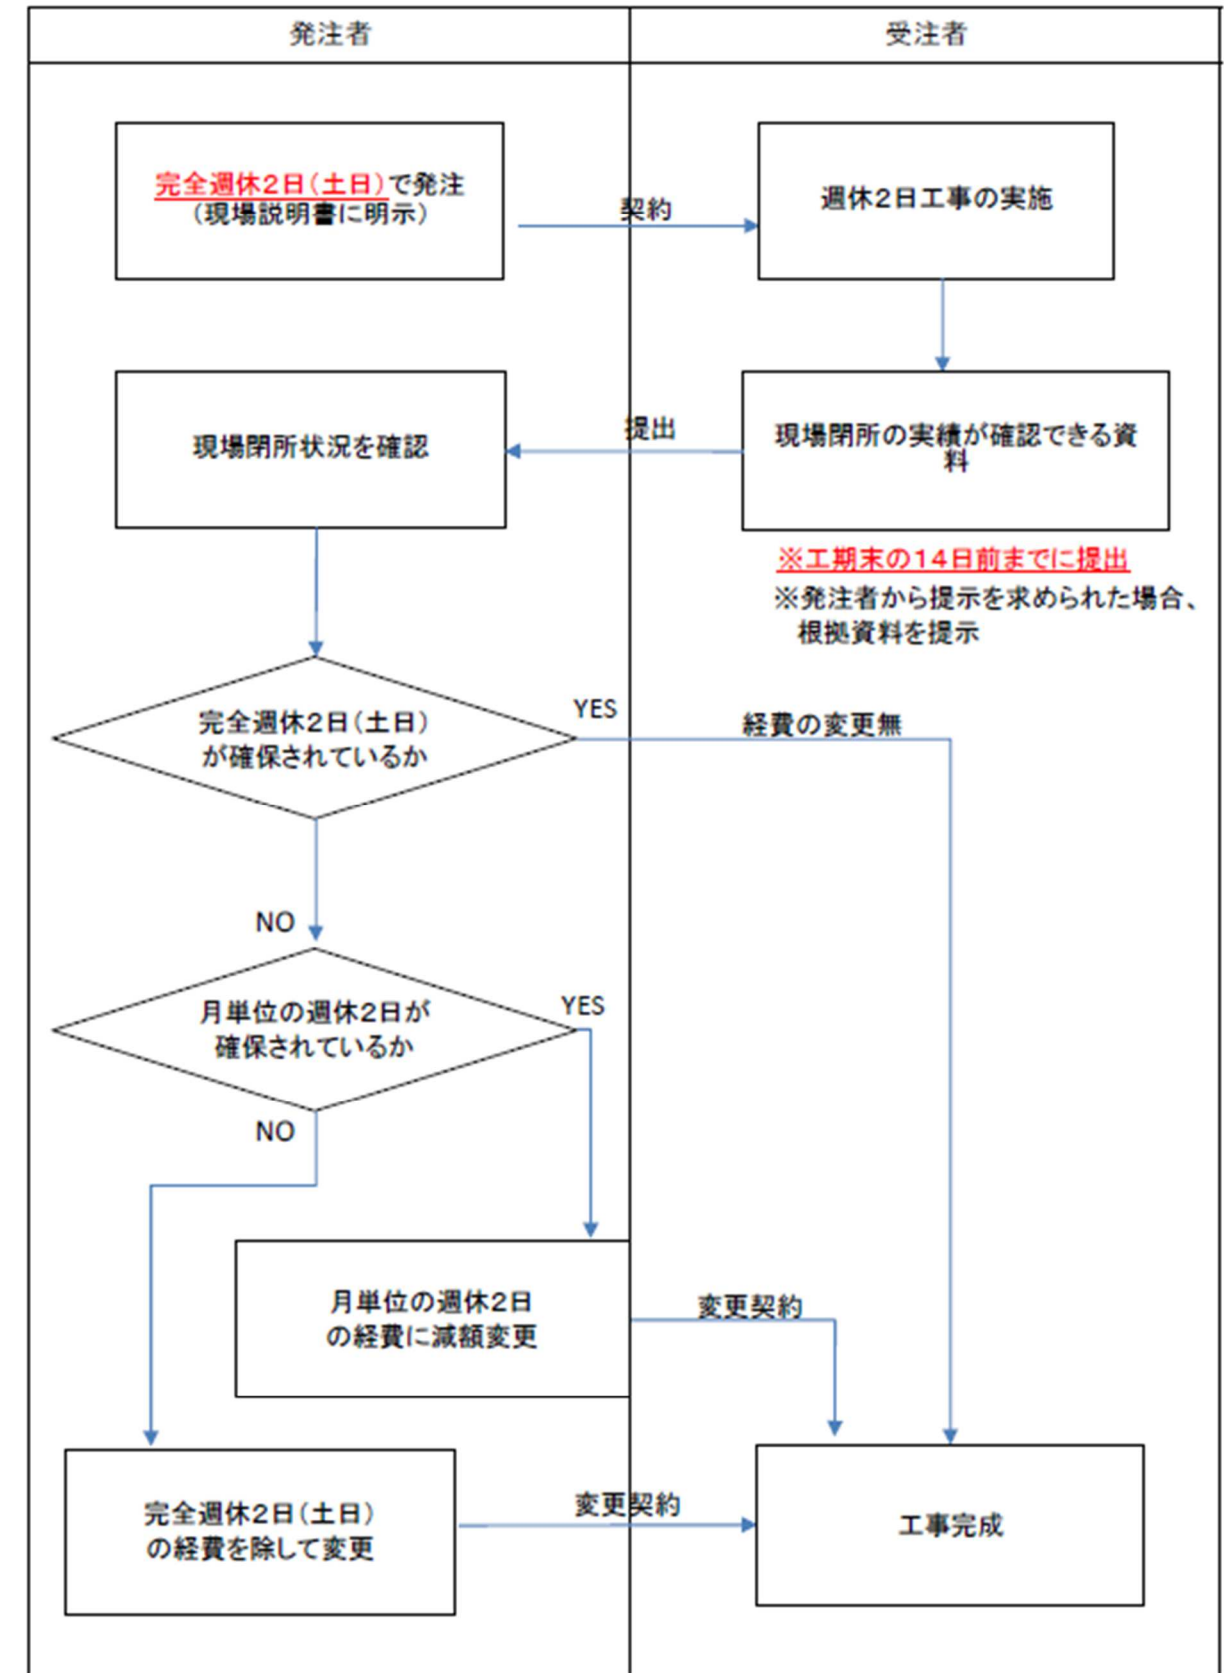 発注者
受注者
完全週休2日(土日)で発注
(現場説明書に明示)
契約
週休2日工事の実施
現場閉所状況を確認
提出
現場閉所の実績が確認できる資
料
※工期末の14日前までに提出
※発注者から提示を求められた場合、
根拠資料を提示
完全週休2日(土日)
が確保されているか
YES
経費の変更無
NO
月単位の週休2日が
確保されているか
YES
NO
月単位の週休2日
の経費に減額変更
変更契約
完全週休2日(土日)
の経費を除して変更
変更契約
工事完成